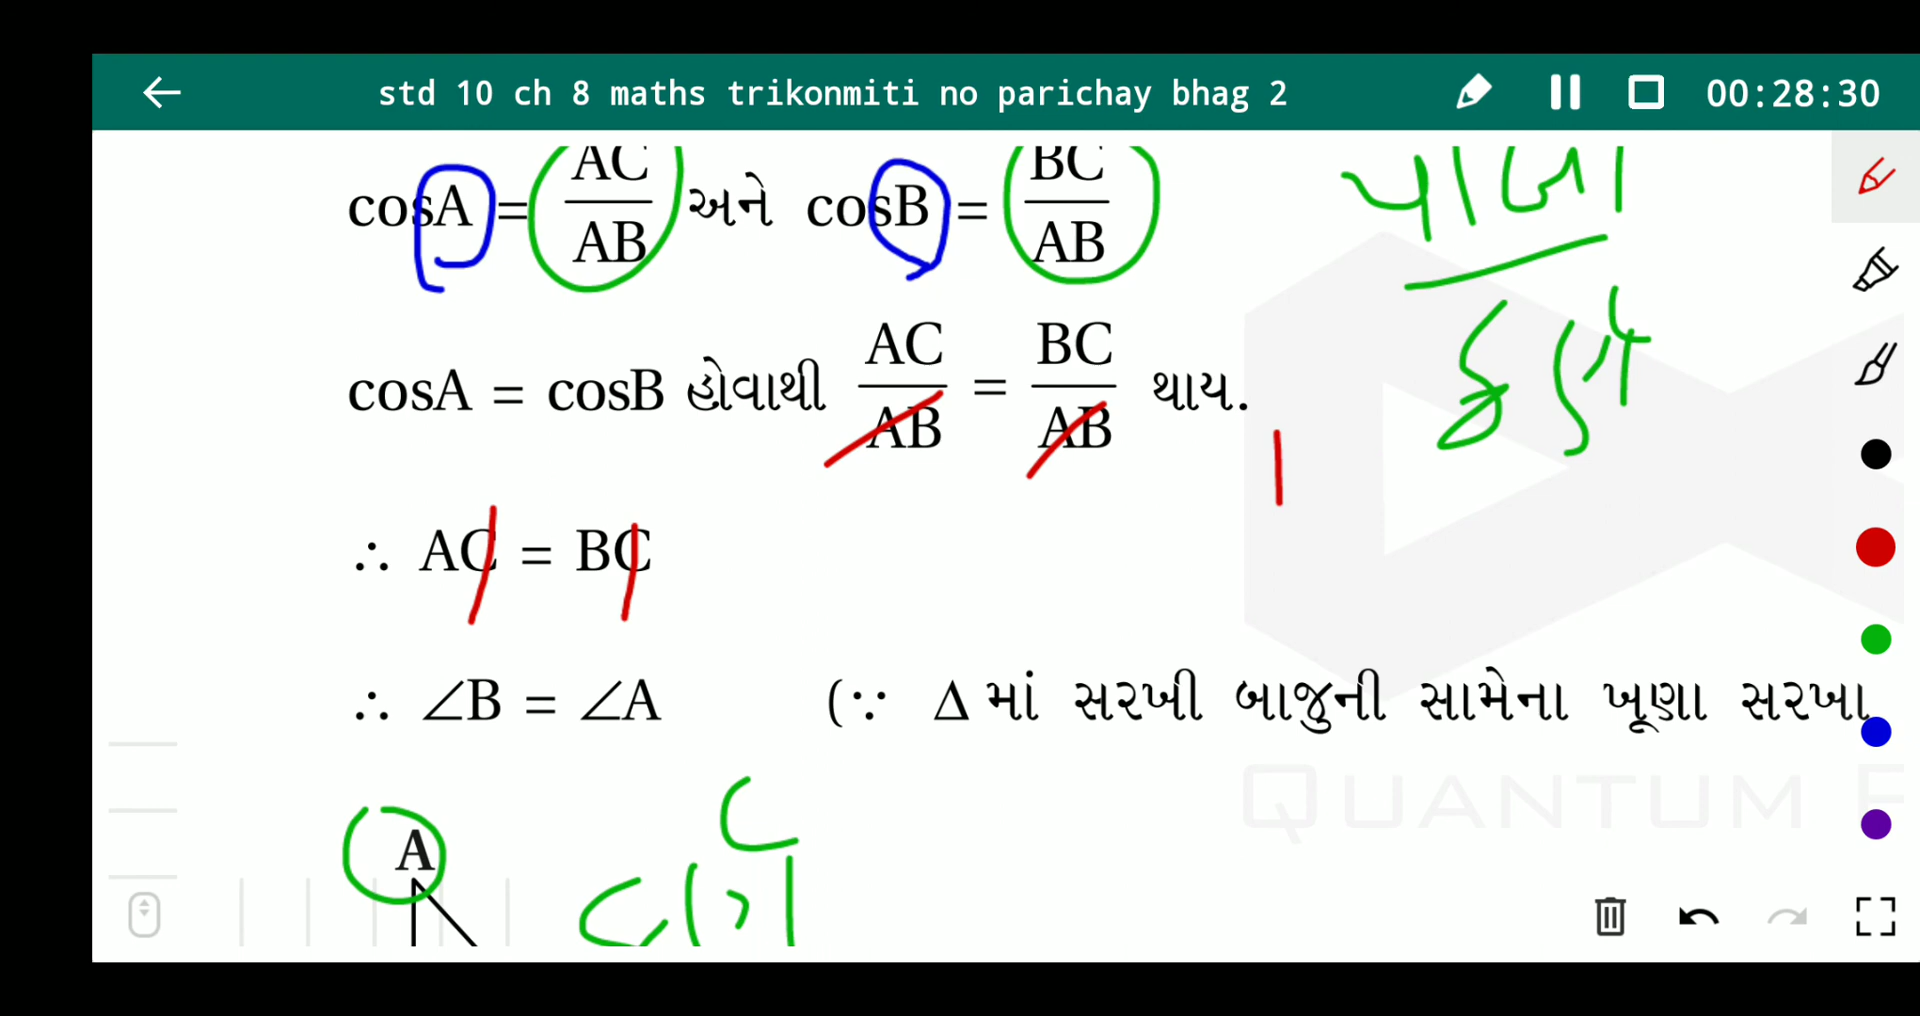 std 10 ch 8 maths trikonmiti no parichay bhag 2 00:28:30
cosA = AC/AB અને cosB = BC/AB
cosA = cosB હોવાથી AC/AB = BC/AB થાય.
∴ AC = BC
∴ ∠B = ∠A (∵ Δ માં સરખી બાજુની સામેના ખૂણા સરખા
A
QUANTUM